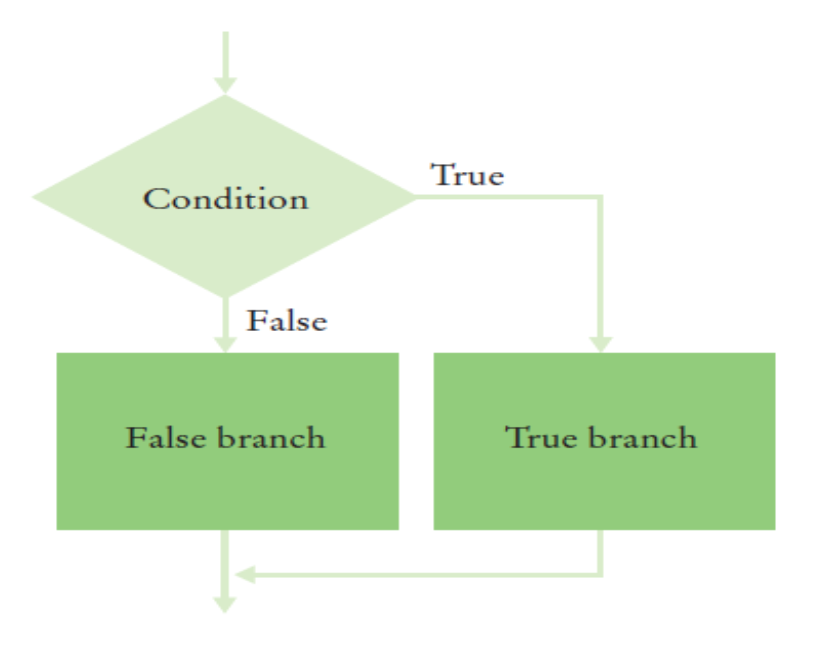 True
Condition
False
False branch
True branch